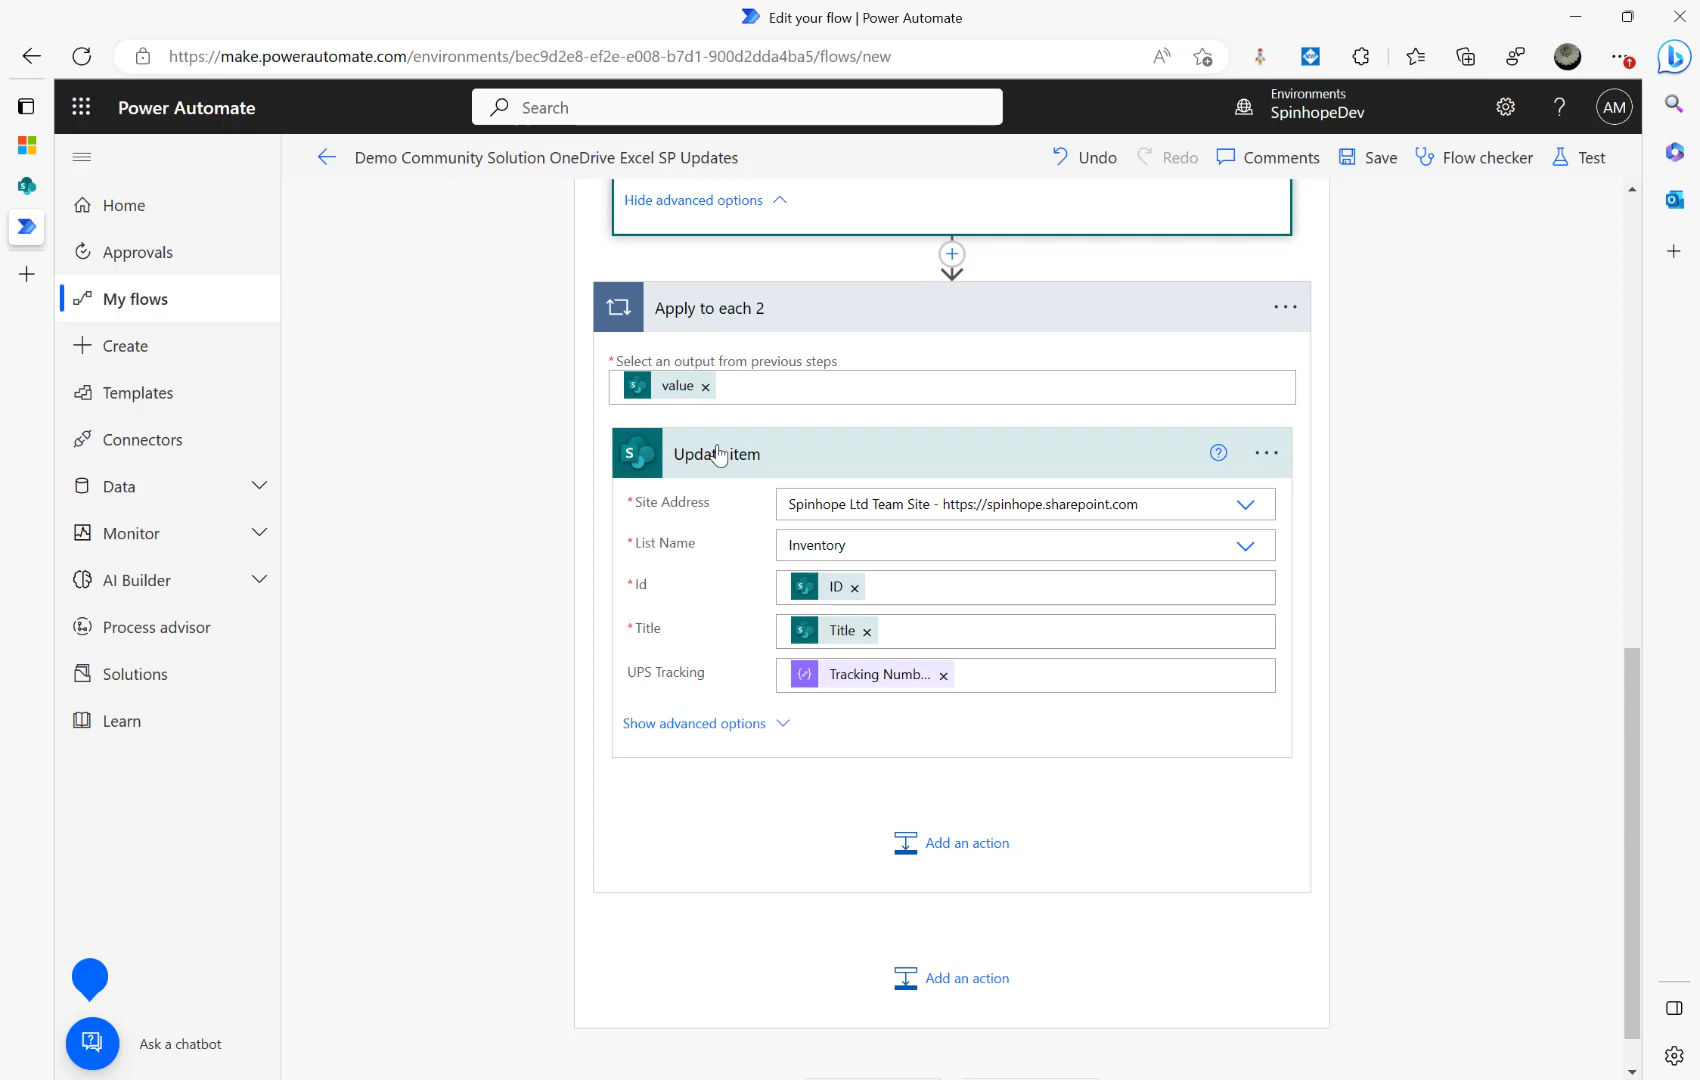 Edit your flow | Power Automate
https://make.powerautomate.com/environments/bec9d2e8-ef2e-e008-b7d1-900d2dda4ba5/flows/new
Power Automate
Search
Environments
SpinhopeDev
AM
Demo Community Solution OneDrive Excel SP Updates
Undo
Redo
Comments
Save
Flow checker
Test
Home
Approvals
My flows
Create
Templates
Connectors
Data
Monitor
AI Builder
Process advisor
Solutions
Learn
Ask a chatbot
Hide advanced options
Apply to each 2
* Select an output from previous steps
value
Update item
* Site Address
Spinhope Ltd Team Site - https://spinhope.sharepoint.com
* List Name
Inventory
* Id
ID
* Title
Title
UPS Tracking
Tracking Numb...
Show advanced options
Add an action
Add an action